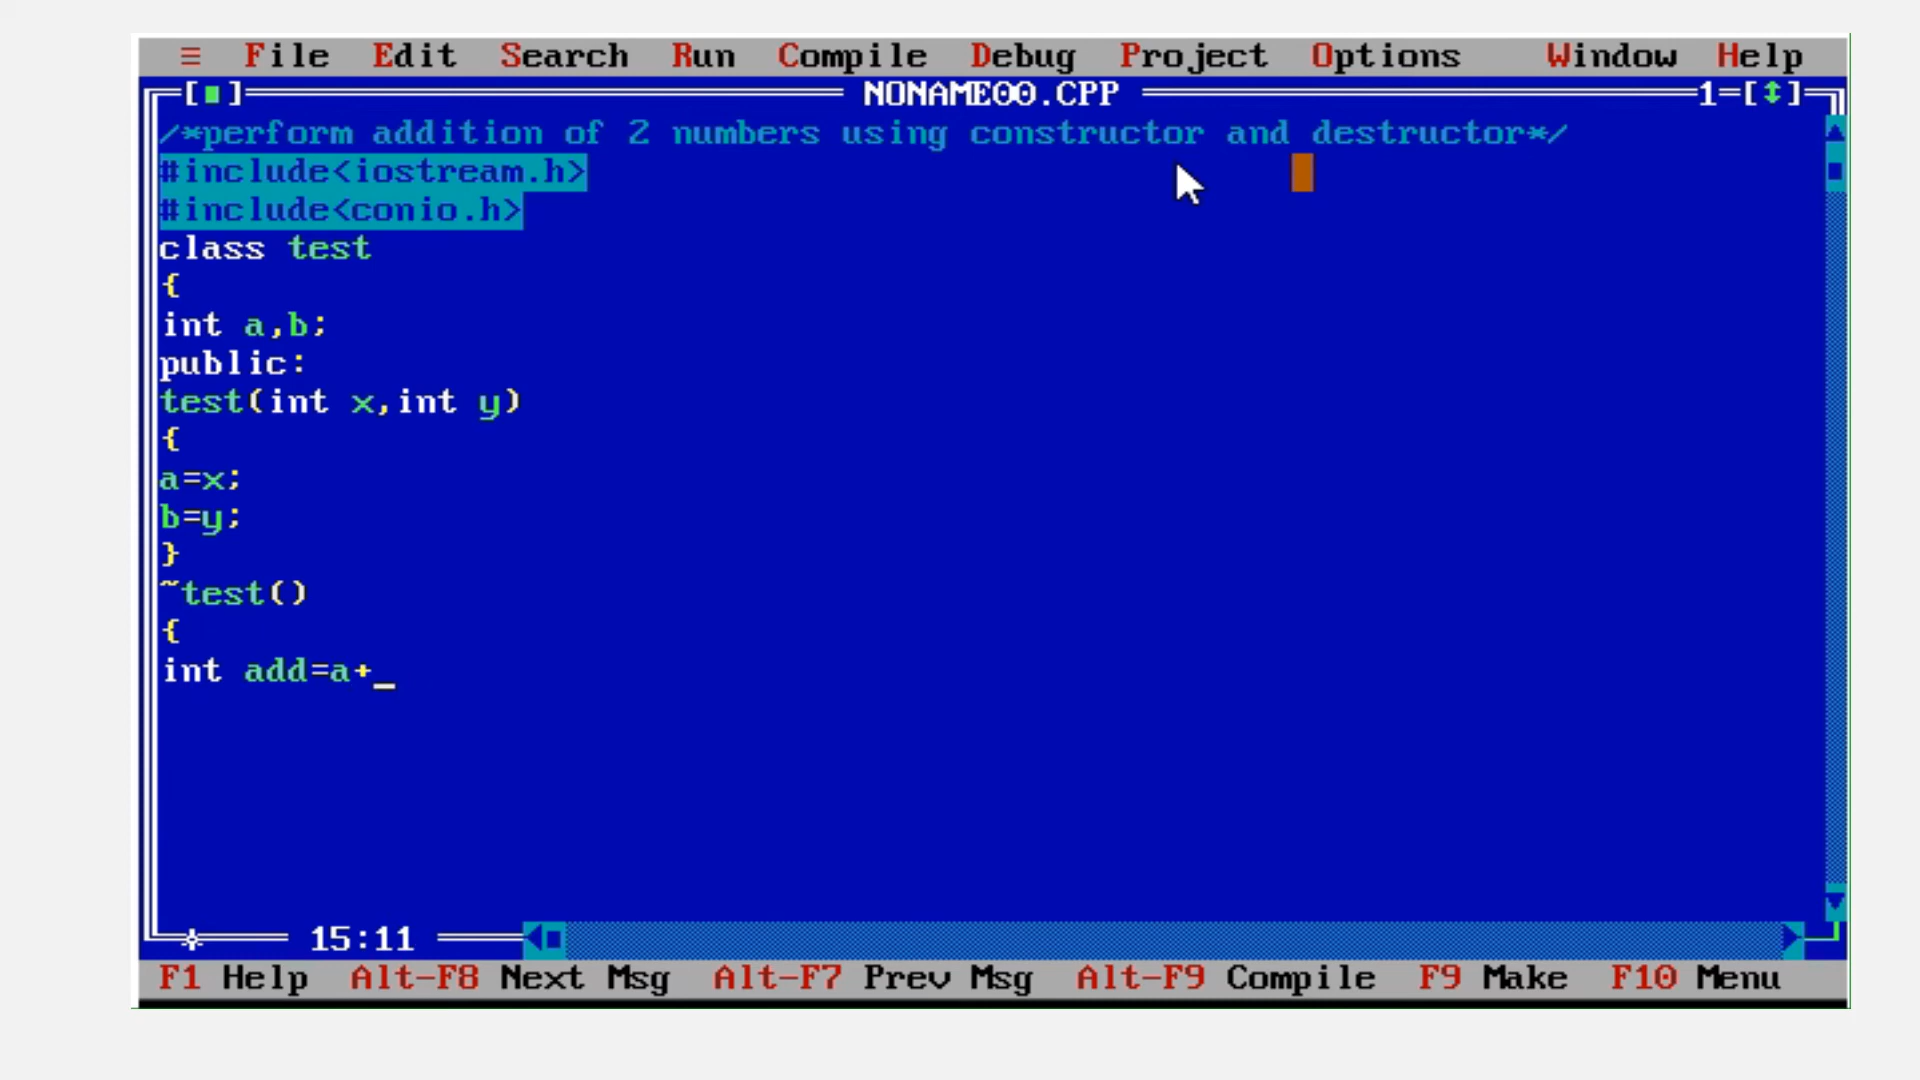 ≡ File Edit Search Run Compile Debug Project Options Window Help
[■] NONAME00.CPP 1=[↕]
/*perform addition of 2 numbers using constructor and destructor*/
#include<iostream.h>
#include<conio.h>
class test
{
int a,b;
public:
test(int x,int y)
{
a=x;
b=y;
}
~test()
{
int add=a+_
15:11
F1 Help Alt-F8 Next Msg Alt-F7 Prev Msg Alt-F9 Compile F9 Make F10 Menu